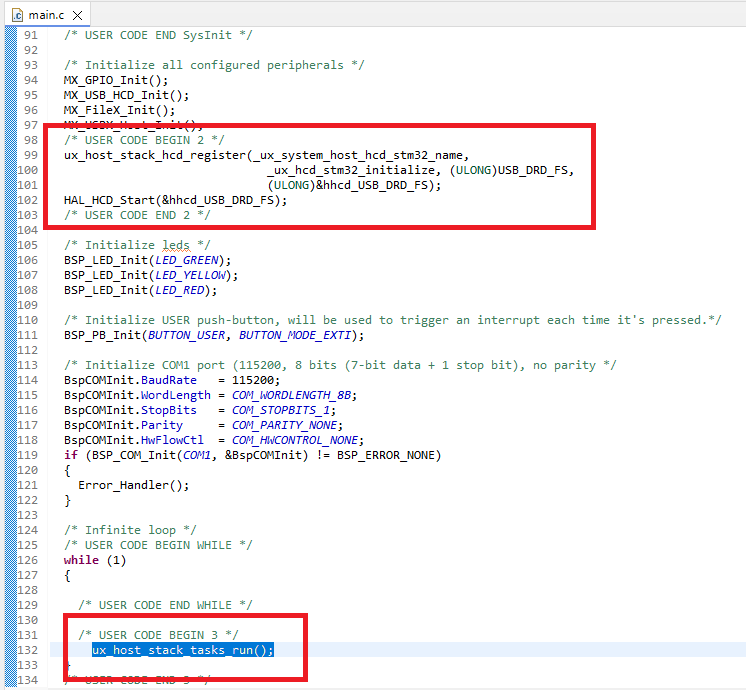 main.c
91 /* USER CODE END SysInit */
92
93 /* Initialize all configured peripherals */
94 MX_GPIO_Init();
95 MX_USB_HCD_Init();
96 MX_FileX_Init();
97 MX_USBX_Host_Init();
98 /* USER CODE BEGIN 2 */
99 ux_host_stack_hcd_register(_ux_system_host_hcd_stm32_name,
100 _ux_hcd_stm32_initialize, (ULONG)USB_DRD_FS,
101 (ULONG)&hhcd_USB_DRD_FS);
102 HAL_HCD_Start(&hhcd_USB_DRD_FS);
103 /* USER CODE END 2 */
104
105 /* Initialize leds */
106 BSP_LED_Init(LED_GREEN);
107 BSP_LED_Init(LED_YELLOW);
108 BSP_LED_Init(LED_RED);
109
110 /* Initialize USER push-button, will be used to trigger an interrupt each time it's pressed.*/
111 BSP_PB_Init(BUTTON_USER, BUTTON_MODE_EXTI);
112
113 /* Initialize COM1 port (115200, 8 bits (7-bit data + 1 stop bit), no parity */
114 BspCOMInit.BaudRate = 115200;
115 BspCOMInit.WordLength = COM_WORDLENGTH_8B;
116 BspCOMInit.StopBits = COM_STOPBITS_1;
117 BspCOMInit.Parity = COM_PARITY_NONE;
118 BspCOMInit.HwFlowCtl = COM_HWCONTROL_NONE;
119 if (BSP_COM_Init(COM1, &BspCOMInit) != BSP_ERROR_NONE)
120 {
121 Error_Handler();
122 }
123
124 /* Infinite loop */
125 /* USER CODE BEGIN WHILE */
126 while (1)
127 {
128
129 /* USER CODE END WHILE */
130
131 /* USER CODE BEGIN 3 */
132 ux_host_stack_tasks_run();
133 }
134 /* USER CODE END 3 */